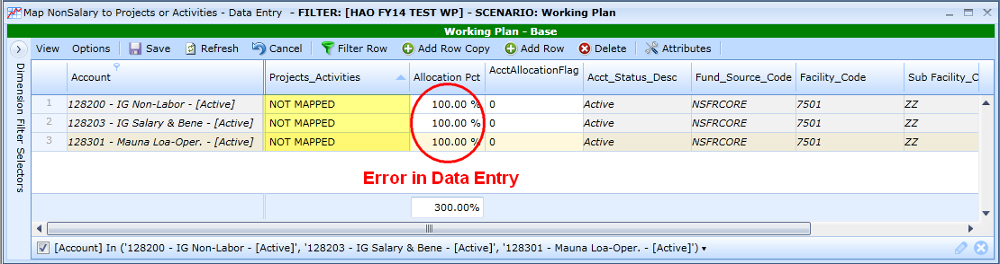 Map NonSalary to Projects or Activities - Data Entry - FILTER: [HAO FY14 TEST WP] - SCENARIO: Working Plan
Working Plan - Base
View Options Save Refresh Cancel Filter Row Add Row Copy Add Row Delete Attributes
Dimension Filter Selectors
Account Projects_Activities Allocation Pct AcctAllocationFlag Acct_Status_Desc Fund_Source_Code Facility_Code Sub Facility_C
1 128200 - IG Non-Labor - [Active] NOT MAPPED 100.00 % 0 Active NSFRCORE 7501 ZZ
2 128203 - IG Salary & Bene - [Active] NOT MAPPED 100.00 % 0 Active NSFRCORE 7501 ZZ
3 128301 - Mauna Loa-Oper. - [Active] NOT MAPPED 100.00 % 0 Active NSFRCORE 7501 ZZ
Error in Data Entry
300.00%
[Account] In ('128200 - IG Non-Labor - [Active]', '128203 - IG Salary & Bene - [Active]', '128301 - Mauna Loa-Oper. - [Active]')